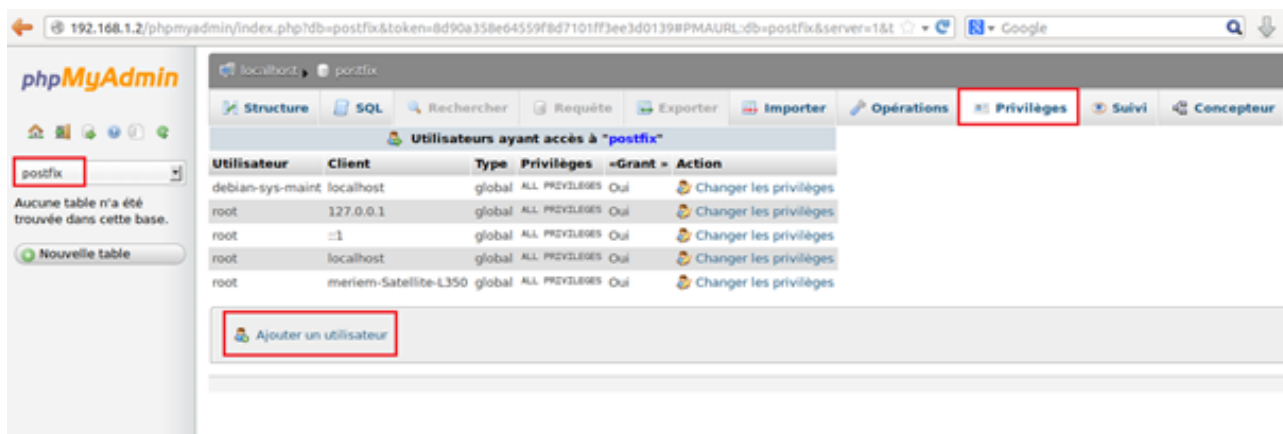 192.168.1.2/phpmyadmin/index.php?db=postfix&token=8d90a358e64559f8d7101ff3ee3d0139#PMAURL:db=postfix&server=1&t Google
phpMyAdmin
localhost postfix
Structure SQL Rechercher Requête Exporter Importer Opérations Privilèges Suivi Concepteur
postfix
Aucune table n'a été
trouvée dans cette base.
Nouvelle table
Utilisateurs ayant accès à "postfix"
Utilisateur Client Type Privilèges «Grant » Action
debian-sys-maint localhost global ALL PRIVILEGES Oui Changer les privilèges
root 127.0.0.1 global ALL PRIVILEGES Oui Changer les privilèges
root ::1 global ALL PRIVILEGES Oui Changer les privilèges
root localhost global ALL PRIVILEGES Oui Changer les privilèges
root meriem-Satellite-L350 global ALL PRIVILEGES Oui Changer les privilèges
Ajouter un utilisateur